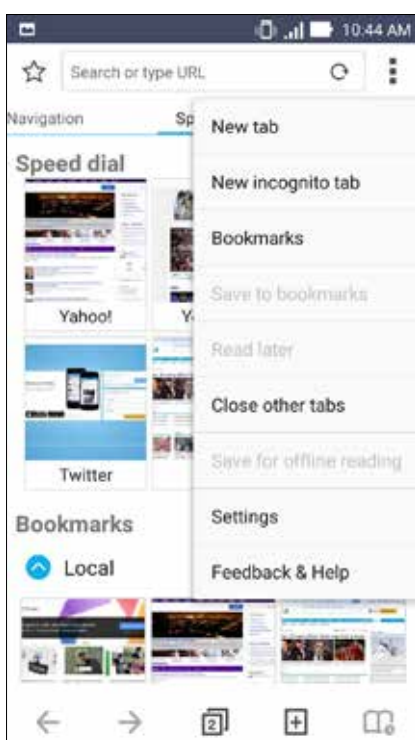 10:44 AM
Search or type URL
Navigation
Sp
New tab
Speed dial
New incognito tab
Bookmarks
Save to bookmarks
Yahoo!
Y
Read later
Close other tabs
Save for offline reading
Twitter
Bookmarks
Settings
Local
Feedback & Help
2